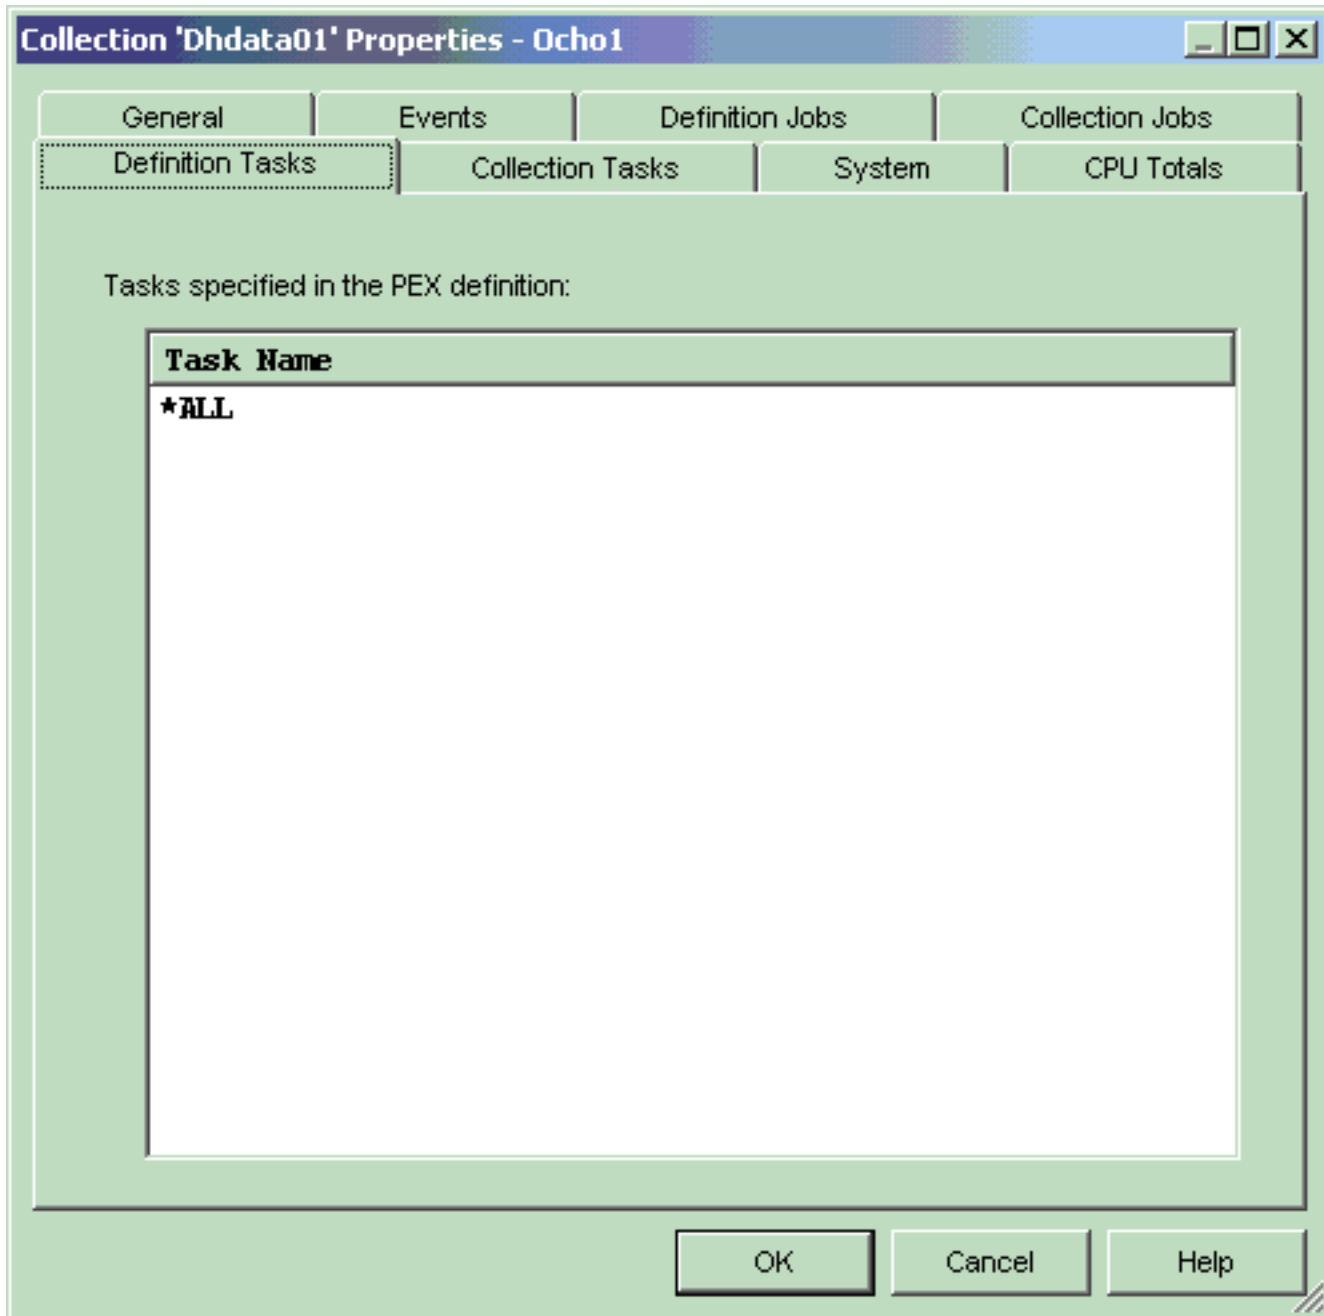 Collection 'Dhdata01' Properties - Ocho1
General Events Definition Jobs Collection Jobs
Definition Tasks Collection Tasks System CPU Totals
Tasks specified in the PEX definition:
Task Name
*ALL
OK Cancel Help